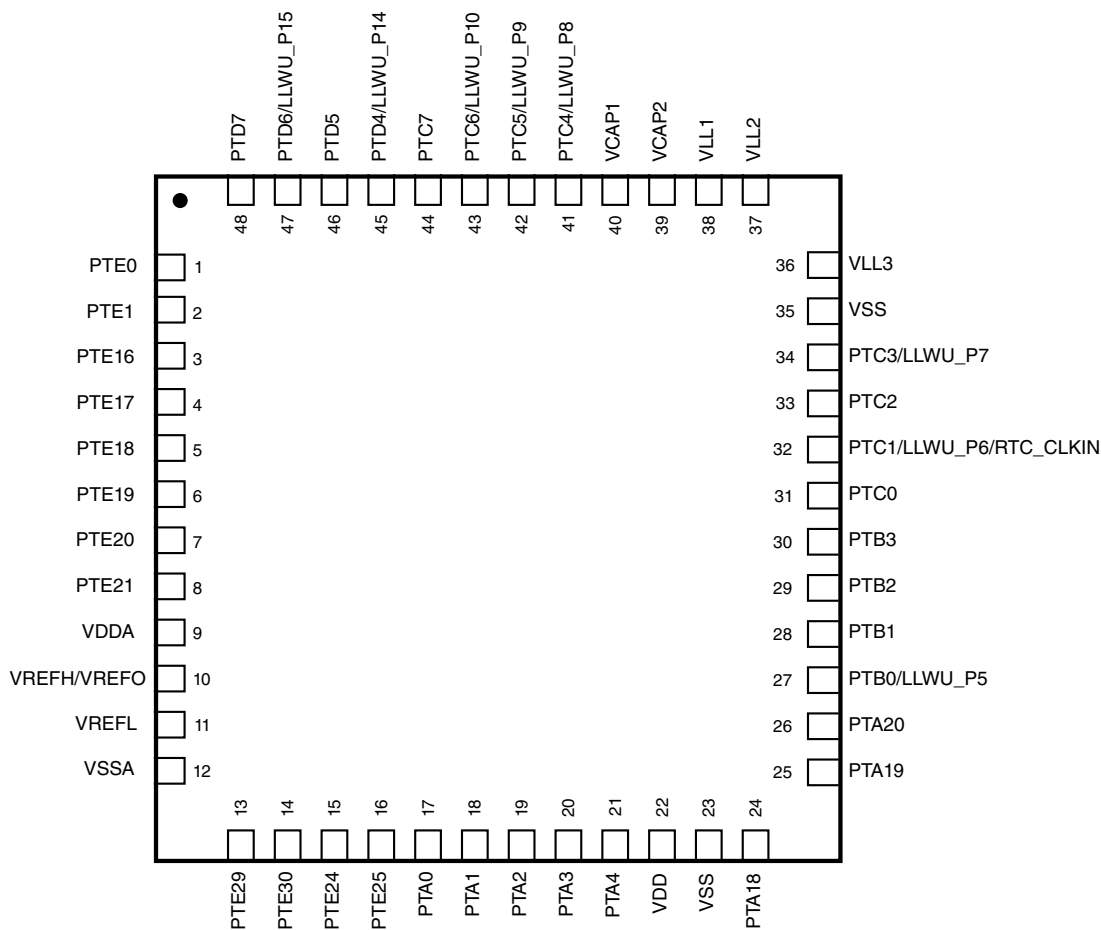 PTD7
PTD6/LLWU_P15
PTD5
PTD4/LLWU_P14
PTC7
PTC6/LLWU_P10
PTC5/LLWU_P9
PTC4/LLWU_P8
VCAP1
VCAP2
VLL1
VLL2
48
47
46
45
44
43
42
41
40
39
38
37
PTE0 1
PTE1 2
PTE16 3
PTE17 4
PTE18 5
PTE19 6
PTE20 7
PTE21 8
VDDA 9
VREFH/VREFO 10
VREFL 11
VSSA 12
36 VLL3
35 VSS
34 PTC3/LLWU_P7
33 PTC2
32 PTC1/LLWU_P6/RTC_CLKIN
31 PTC0
30 PTB3
29 PTB2
28 PTB1
27 PTB0/LLWU_P5
26 PTA20
25 PTA19
13
14
15
16
17
18
19
20
21
22
23
24
PTE29
PTE30
PTE24
PTE25
PTA0
PTA1
PTA2
PTA3
PTA4
VDD
VSS
PTA18